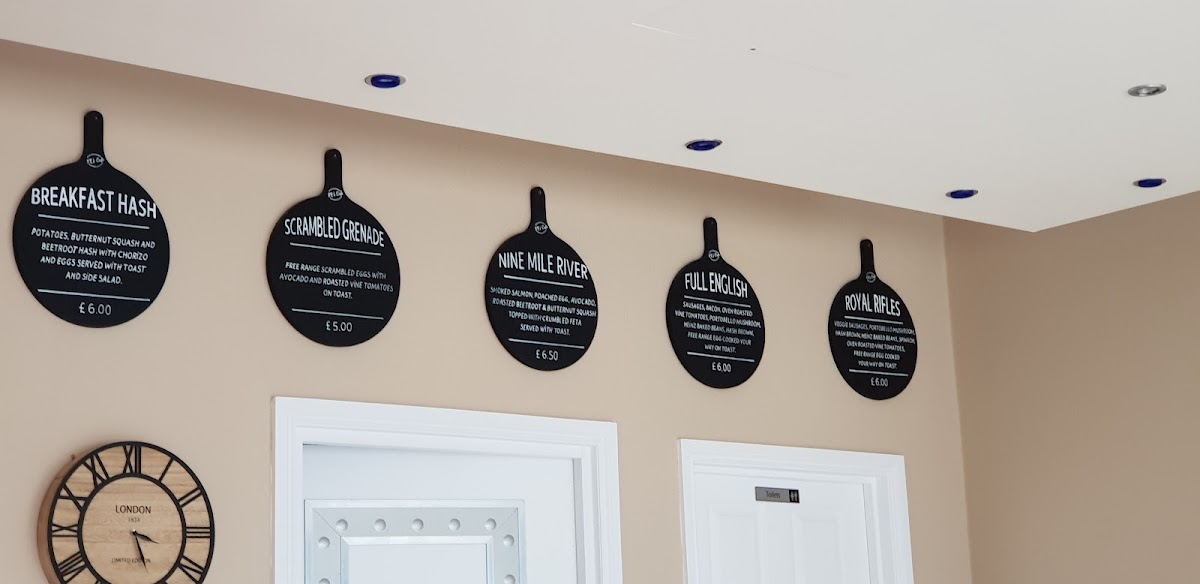 BREAKFAST HASH
POTATOES, BUTTERNUT SQUASH AND
BEETROOT HASH WITH CHORIZO
AND EGGS SERVED WITH TOAST
AND SIDE SALAD.
£6.00
SCRAMBLED GRENADE
FREE RANGE SCRAMBLED EGGS WITH
AVOCADO AND ROASTED VINE TOMATOES
ON TOAST.
£5.00
NINE MILE RIVER
SMOKED SALMON, POACHED EGG, AVOCADO,
ROASTED BEETROOT & BUTTERNUT SQUASH
TOPPED WITH CRUMBLED FETA
SERVED WITH TOAST.
£6.50
FULL ENGLISH
SAUSAGES, BACON, OVEN ROASTED
VINE TOMATOES, PORTOBELLO MUSHROOM,
HEINZ BAKED BEANS, HASH BROWN,
FREE RANGE EGG COOKED YOUR
WAY ON TOAST.
£6.00
ROYAL RIFLES
VEGGIE SAUSAGES, PORTOBELLO MUSHROOM,
HASH BROWN, HEINZ BAKED BEANS, SPINACH,
OVEN ROASTED VINE TOMATOES,
FREE RANGE EGG COOKED
YOUR WAY ON TOAST.
£6.00
XII
LONDON
LIMITED EDITION
Toilets